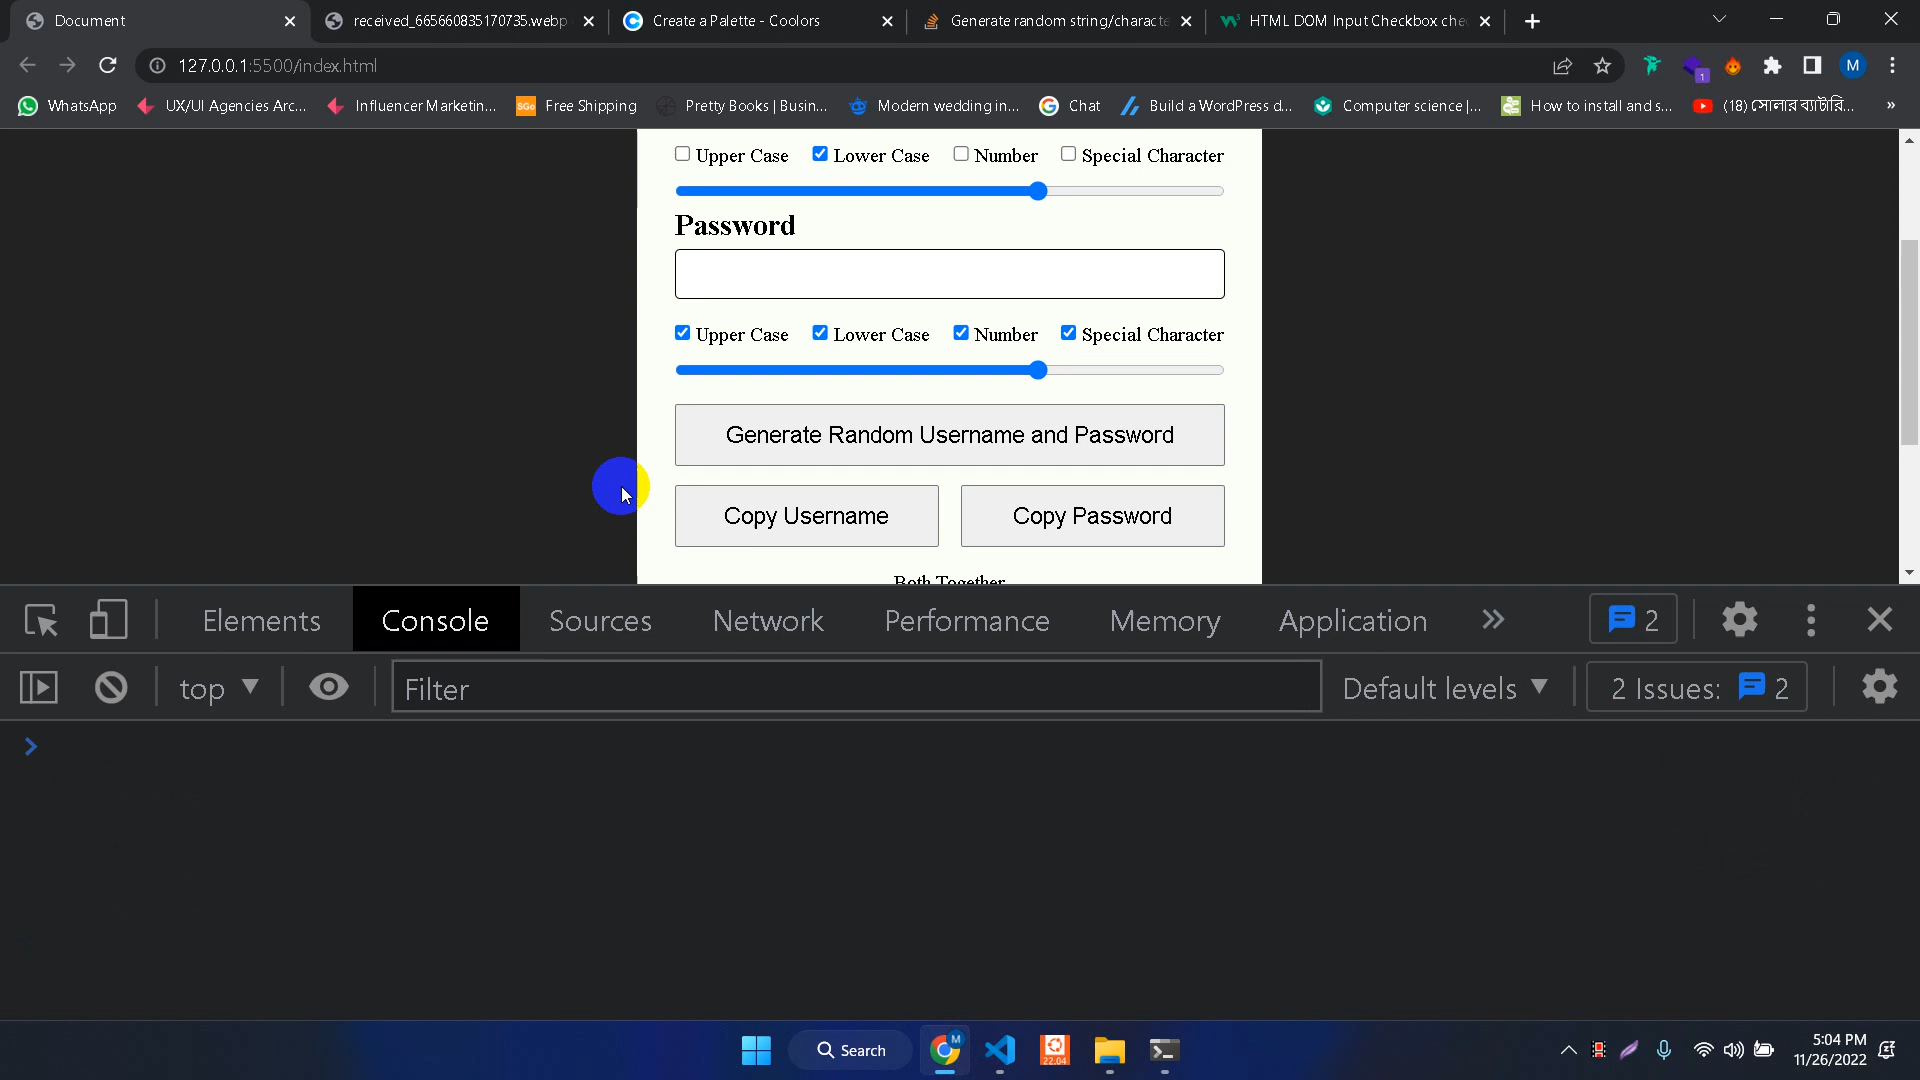 Document
received_665660835170735.webp
Create a Palette - Coolors
Generate random string/characte
HTML DOM Input Checkbox che
127.0.0.1:5500/index.html
M
1
WhatsApp
UX/UI Agencies Arc...
Influencer Marketin...
SGo
Free Shipping
Pretty Books | Busin...
Modern wedding in...
Chat
Build a WordPress d...
Computer science |...
How to install and s...
(18) সোলার ব্যাটারি...
»
Upper Case Lower Case Number Special Character
Password
Upper Case Lower Case Number Special Character
Generate Random Username and Password
Copy Username
Copy Password
Both Together
Elements
Console
Sources
Network
Performance
Memory
Application
»
2
top
Filter
Default levels
2 Issues: 2
>
Search
M
22.04
5:04 PM
11/26/2022